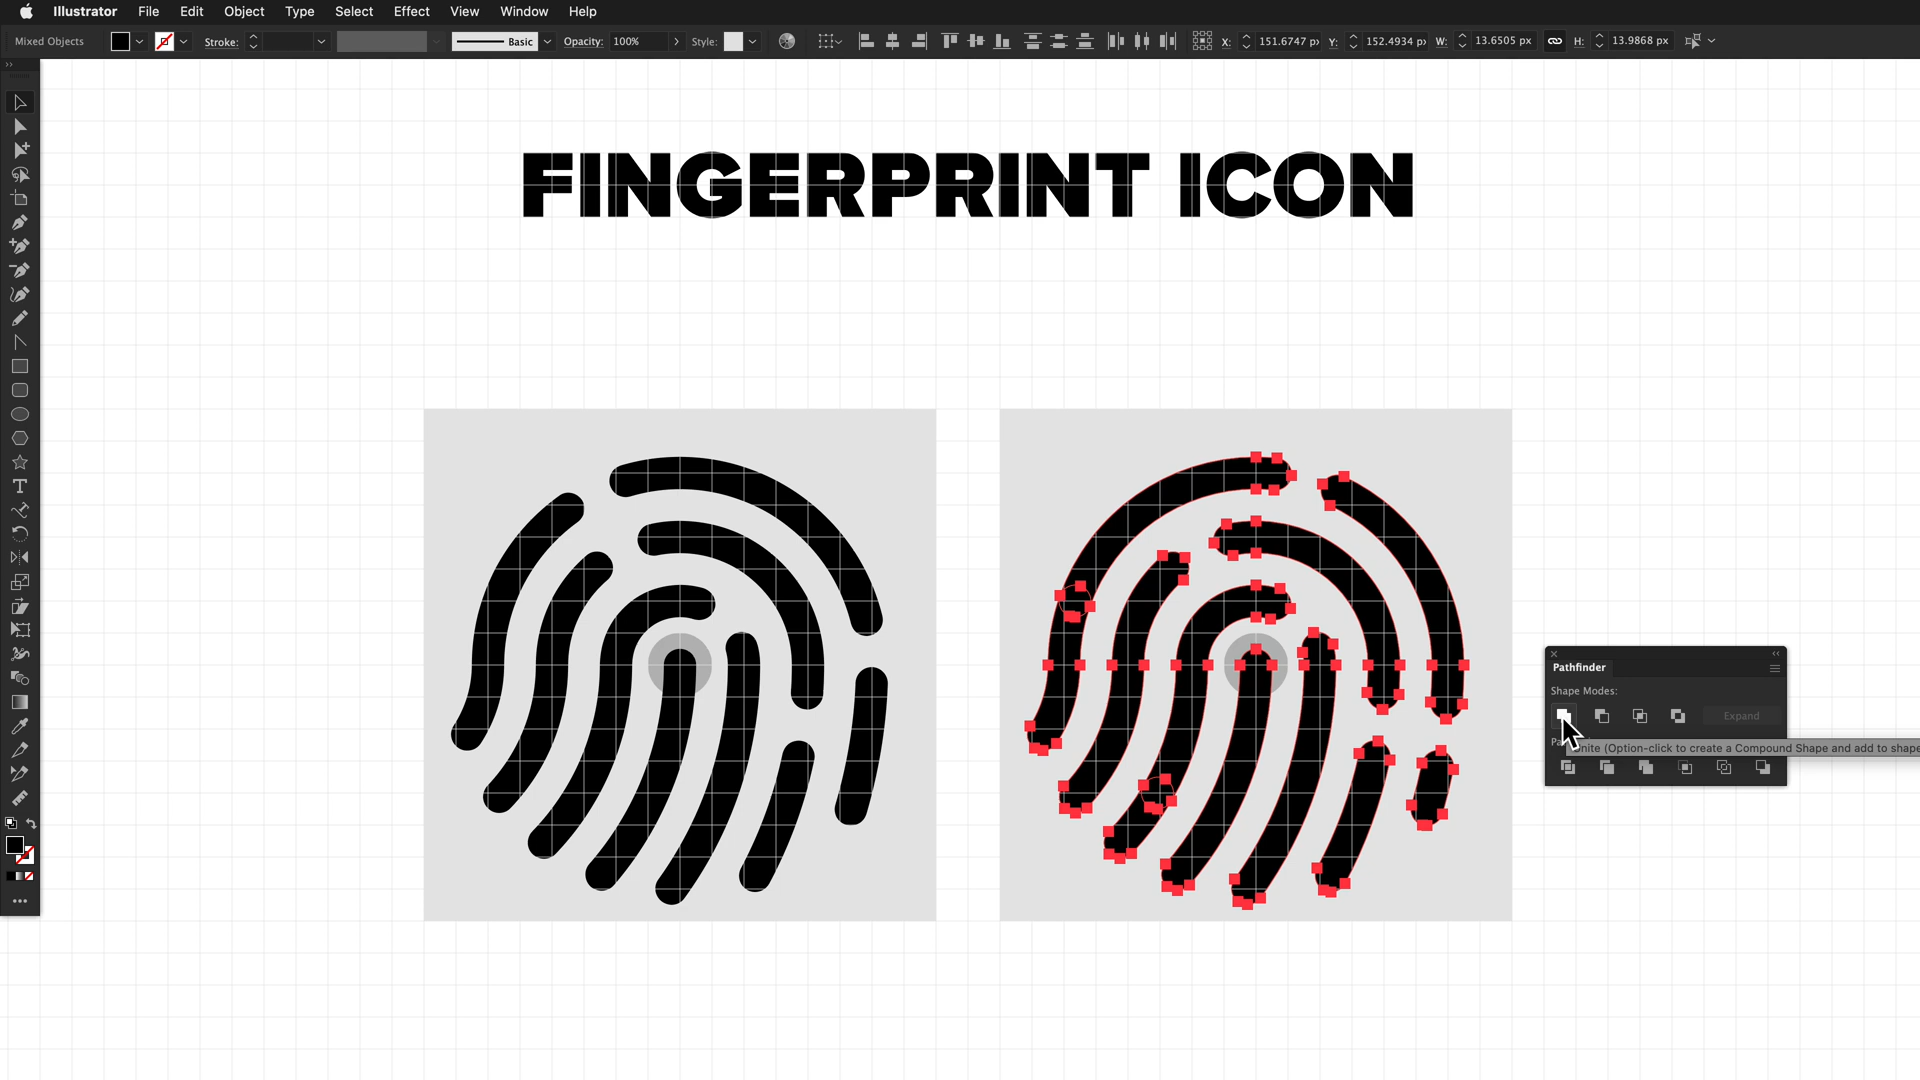 Illustrator File Edit Object Type Select Effect View Window Help
Mixed Objects Stroke: Basic Opacity: 100% Style: X: 151.6747 px Y: 152.4934 px W: 13.6505 px H: 13.9868 px
FINGERPRINT ICON
Pathfinder
Shape Modes:
Expand
nite (Option-click to create a Compound Shape and add to shape